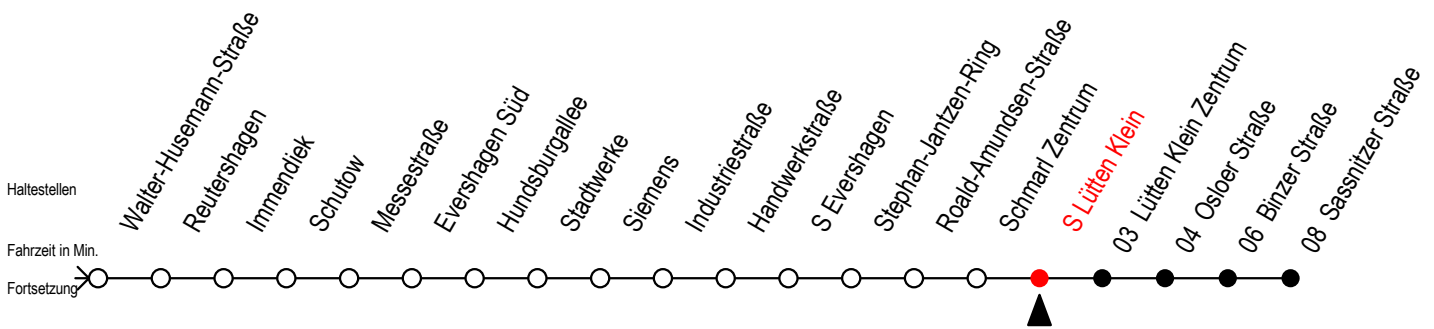 Haltestellen
Walter-Husemann-Straße
Reutershagen
Immendiek
Schutow
Messestraße
Evershagen Süd
Hundsburgallee
Stadtwerke
Siemens
Industriestraße
Handwerkstraße
S Evershagen
Stephan-Jantzen-Ring
Roald-Amundsen-Straße
Schmarl Zentrum
S Lütten Klein
03 Lütten Klein Zentrum
04 Osloer Straße
06 Binzer Straße
08 Sassnitzer Straße
Fahrzeit in Min.
Fortsetzung